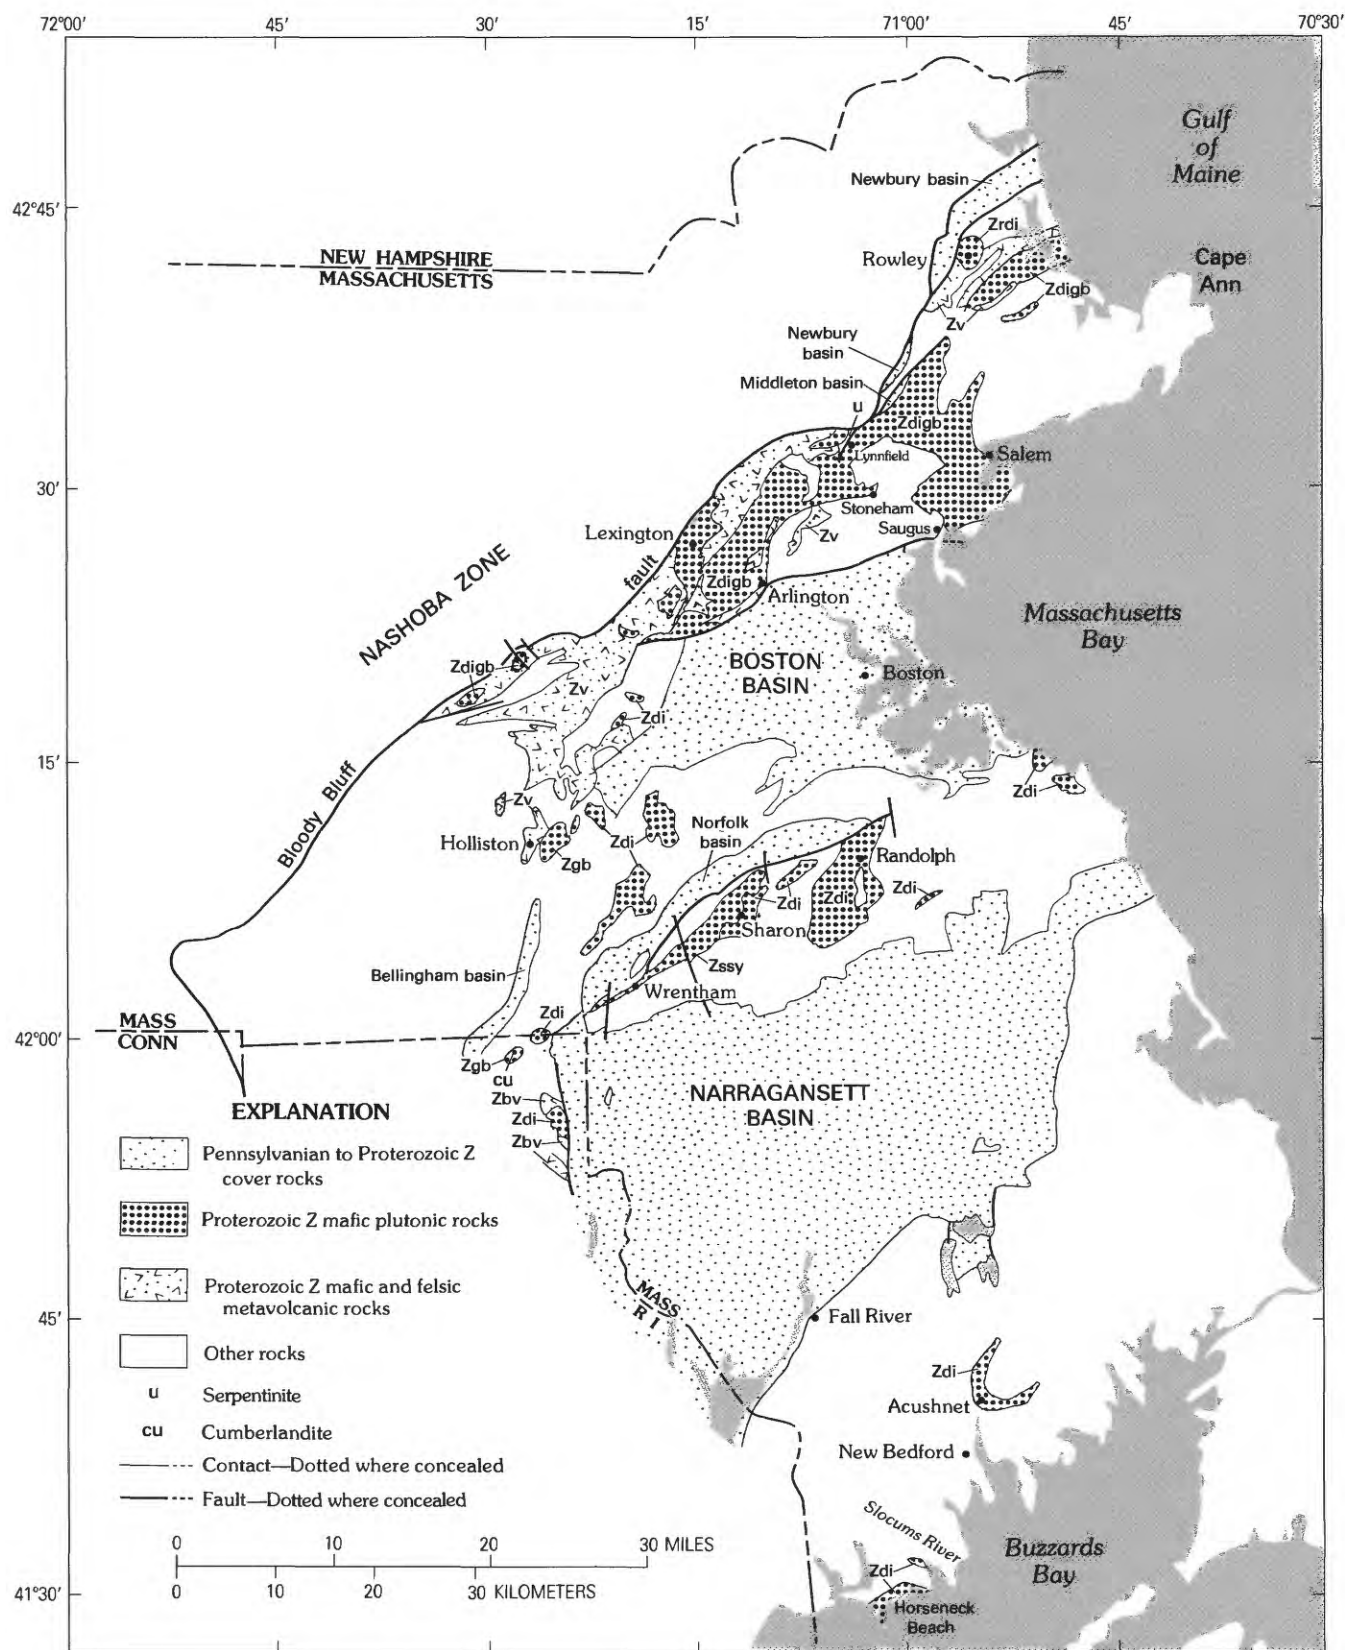 72°00'
45'
30'
15'
71°00'
45'
70°30'
Gulf
of
Maine
Newbury basin
42°45'
Zrdi
NEW HAMPSHIRE
MASSACHUSETTS
Rowley
Cape
Ann
Zdigb
Zv
Newbury
basin
Middleton basin
u
Zdigb
Lynnfield
Salem
30'
Stoneham
Saugus
Zv
Lexington
fault
NASHOBA ZONE
Zdigb
Arlington
Massachusetts
Bay
BOSTON
BASIN
Boston
Zdigb
Zv
Zdi
15'
Zdi
Bloody Bluff
Zv
Holliston
Zgb
Zdi
Norfolk
basin
Randolph
Zdi
Zdi
Zdi
Sharon
Zssy
Bellingham basin
Wrentham
MASS
CONN
42°00'
Zdi
Zgb
cu
Zbv
Zdi
Zbv
NARRAGANSETT
BASIN
EXPLANATION
Pennsylvanian to Proterozoic Z
cover rocks
Proterozoic Z mafic plutonic rocks
Proterozoic Z mafic and felsic
metavolcanic rocks
Other rocks
u Serpentinite
cu Cumberlandite
Contact—Dotted where concealed
Fault—Dotted where concealed
MASS
R I
45'
Fall River
Zdi
Acushnet
New Bedford
Slocums River
Buzzards
Bay
Zdi
Horseneck
Beach
0 10 20 30 MILES
0 10 20 30 KILOMETERS
41°30'